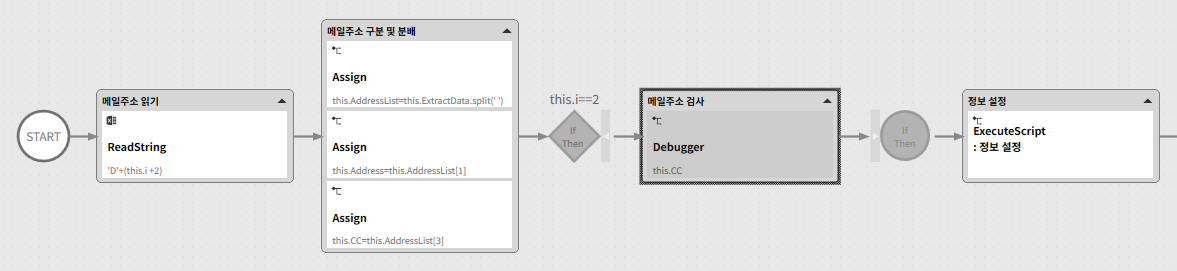 START
메일주소 읽기
ReadString
'D'+(this.i +2)
메일주소 구분 및 분배
Assign
this.AddressList=this.ExtractData.split(' ')
Assign
this.Address=this.AddressList[1]
Assign
this.CC=this.AddressList[3]
this.i==2
If
Then
메일주소 검사
Debugger
this.CC
If
Then
정보 설정
ExecuteScript
: 정보 설정